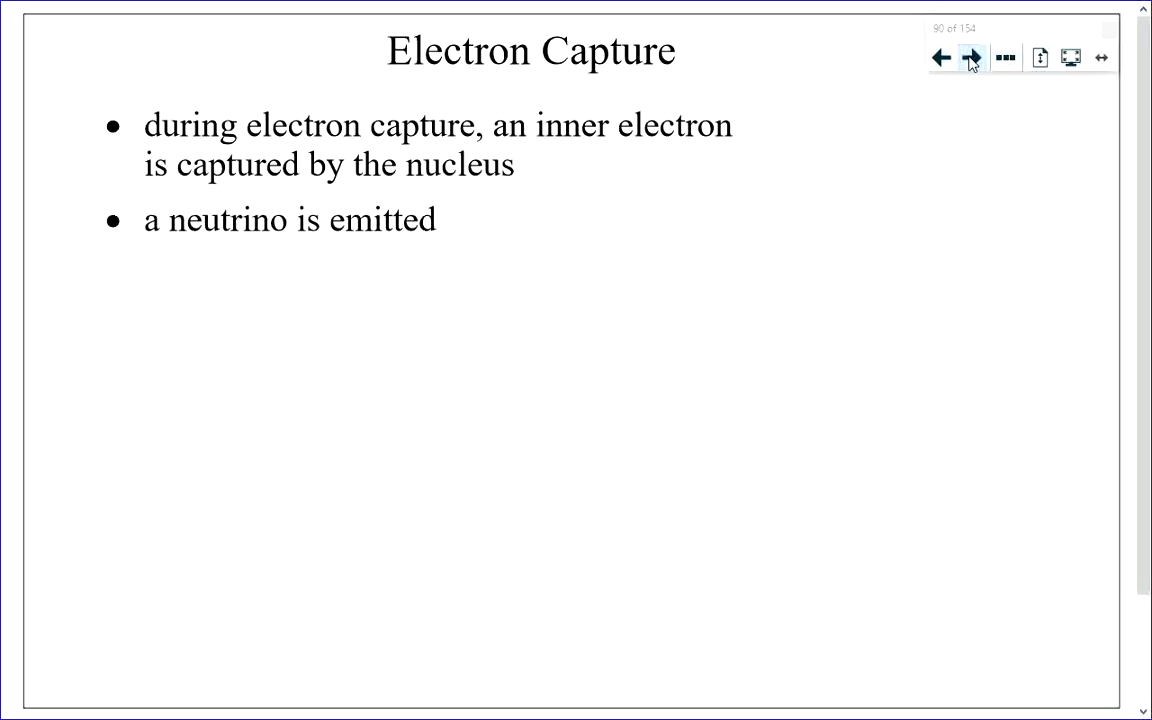 90 of 154
Electron Capture
• during electron capture, an inner electron
is captured by the nucleus
• a neutrino is emitted